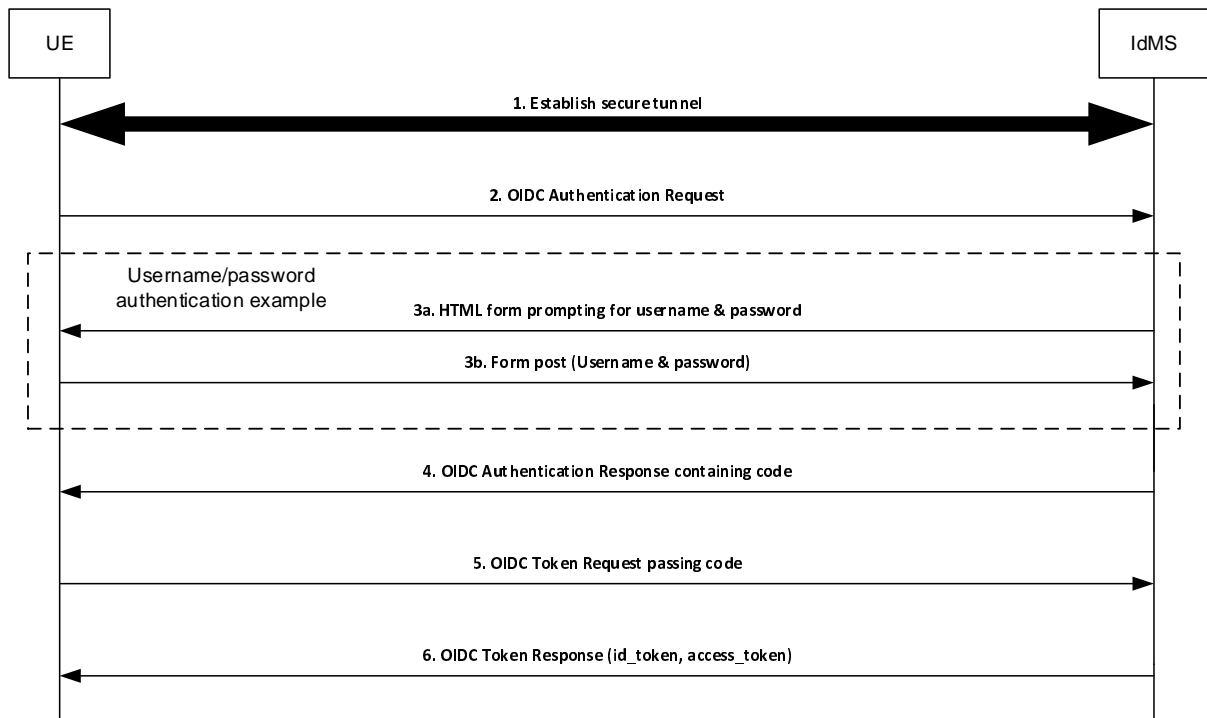 UE
IdMS
1. Establish secure tunnel
2. OIDC Authentication Request
Username/password
authentication example
3a. HTML form prompting for username & password
3b. Form post (Username & password)
4. OIDC Authentication Response containing code
5. OIDC Token Request passing code
6. OIDC Token Response (id_token, access_token)